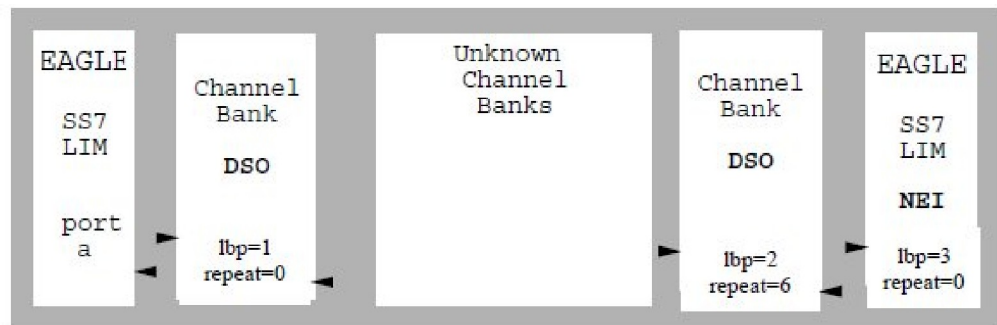 EAGLE
SS7
LIM
port
a
Channel
Bank
DSO
lbp=1
repeat=0
Unknown
Channel
Banks
Channel
Bank
DSO
lbp=2
repeat=6
EAGLE
SS7
LIM
NEI
lbp=3
repeat=0